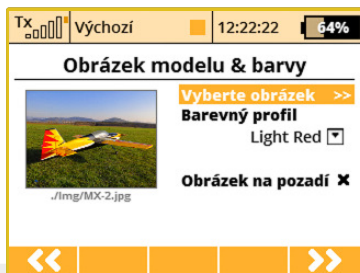 Tx Výchozí 12:22:22 64%
Obrázek modelu & barvy
Vyberte obrázek >>
Barevný profil
Light Red
Obrázek na pozadí ✖
./Img/MX-2.jpg